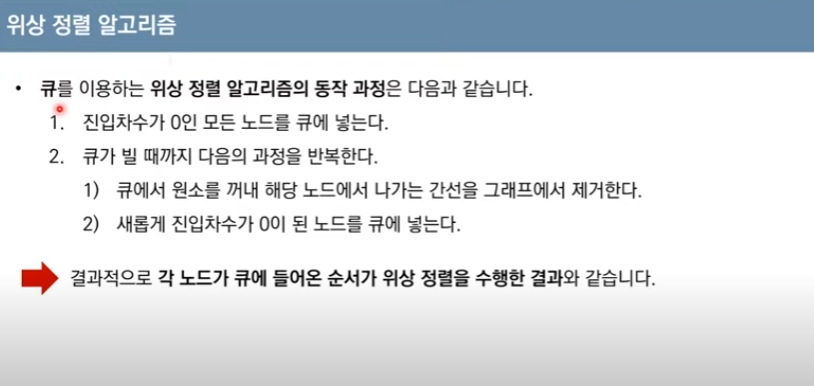 위상 정렬 알고리즘
• 큐를 이용하는 위상 정렬 알고리즘의 동작 과정은 다음과 같습니다.
1. 진입차수가 0인 모든 노드를 큐에 넣는다.
2. 큐가 빌 때까지 다음의 과정을 반복한다.
1) 큐에서 원소를 꺼내 해당 노드에서 나가는 간선을 그래프에서 제거한다.
2) 새롭게 진입차수가 0이 된 노드를 큐에 넣는다.
결과적으로 각 노드가 큐에 들어온 순서가 위상 정렬을 수행한 결과와 같습니다.